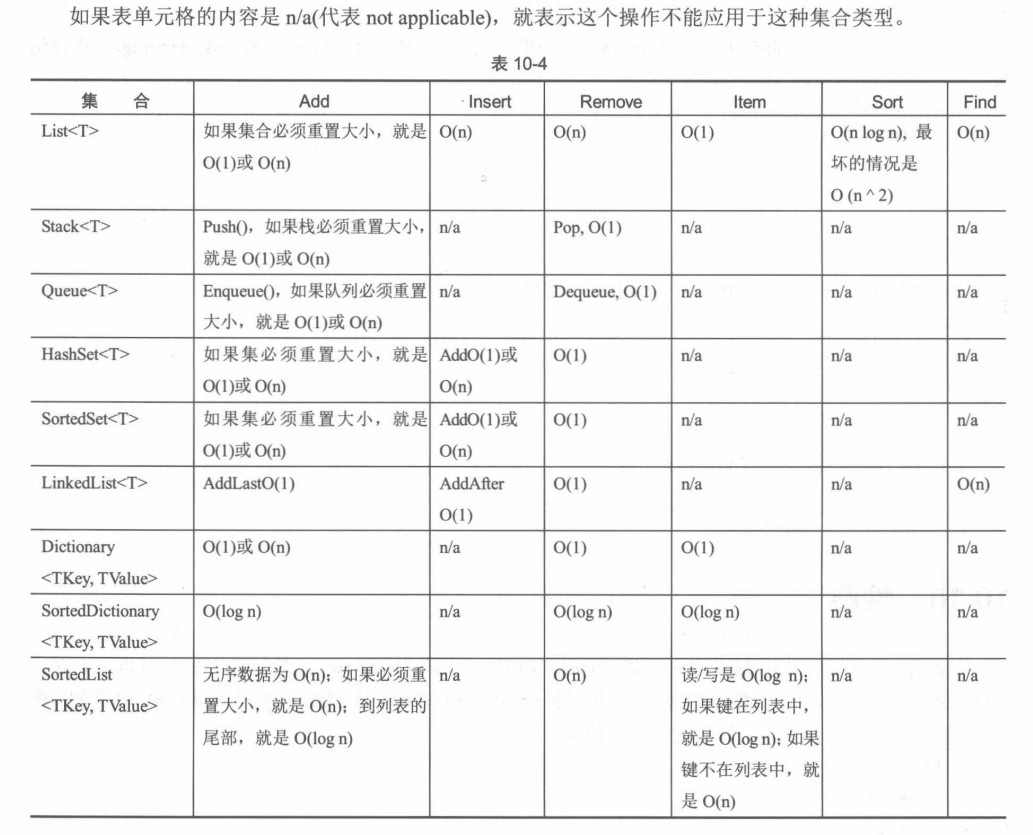 如果表单元格的内容是 n/a(代表 not applicable)，就表示这个操作不能应用于这种集合类型。
表 10-4
集 合 Add Insert Remove Item Sort Find
List<T> 如果集合必须重置大小，就是 O(n) O(n) O(1) O(n log n)，最 O(n)
O(1)或 O(n) 坏的情况是
O (n ^ 2)
Stack<T> Push()，如果栈必须重置大小， n/a Pop, O(1) n/a n/a n/a
就是 O(1)或 O(n)
Queue<T> Enqueue()，如果队列必须重置 n/a Dequeue, O(1) n/a n/a n/a
大小，就是 O(1)或 O(n)
HashSet<T> 如果集必须重置大小，就是 AddO(1)或 O(1) n/a n/a n/a
O(1)或 O(n) O(n)
SortedSet<T> 如果集必须重置大小，就是 AddO(1)或 O(1) n/a n/a n/a
O(1)或 O(n) O(n)
LinkedList<T> AddLastO(1) AddAfter O(1) n/a n/a O(n)
O(1)
Dictionary O(1)或 O(n) n/a O(1) O(1) n/a n/a
<TKey, TValue>
SortedDictionary O(log n) n/a O(log n) O(log n) n/a n/a
<TKey, TValue>
SortedList 无序数据为 O(n)；如果必须重 n/a O(n) 读/写是 O(log n)； n/a n/a
<TKey, TValue> 置大小，就是 O(n)；到列表的 如果键在列表中，
尾部，就是 O(log n) 就是 O(log n)；如果
键不在列表中，就
是 O(n)